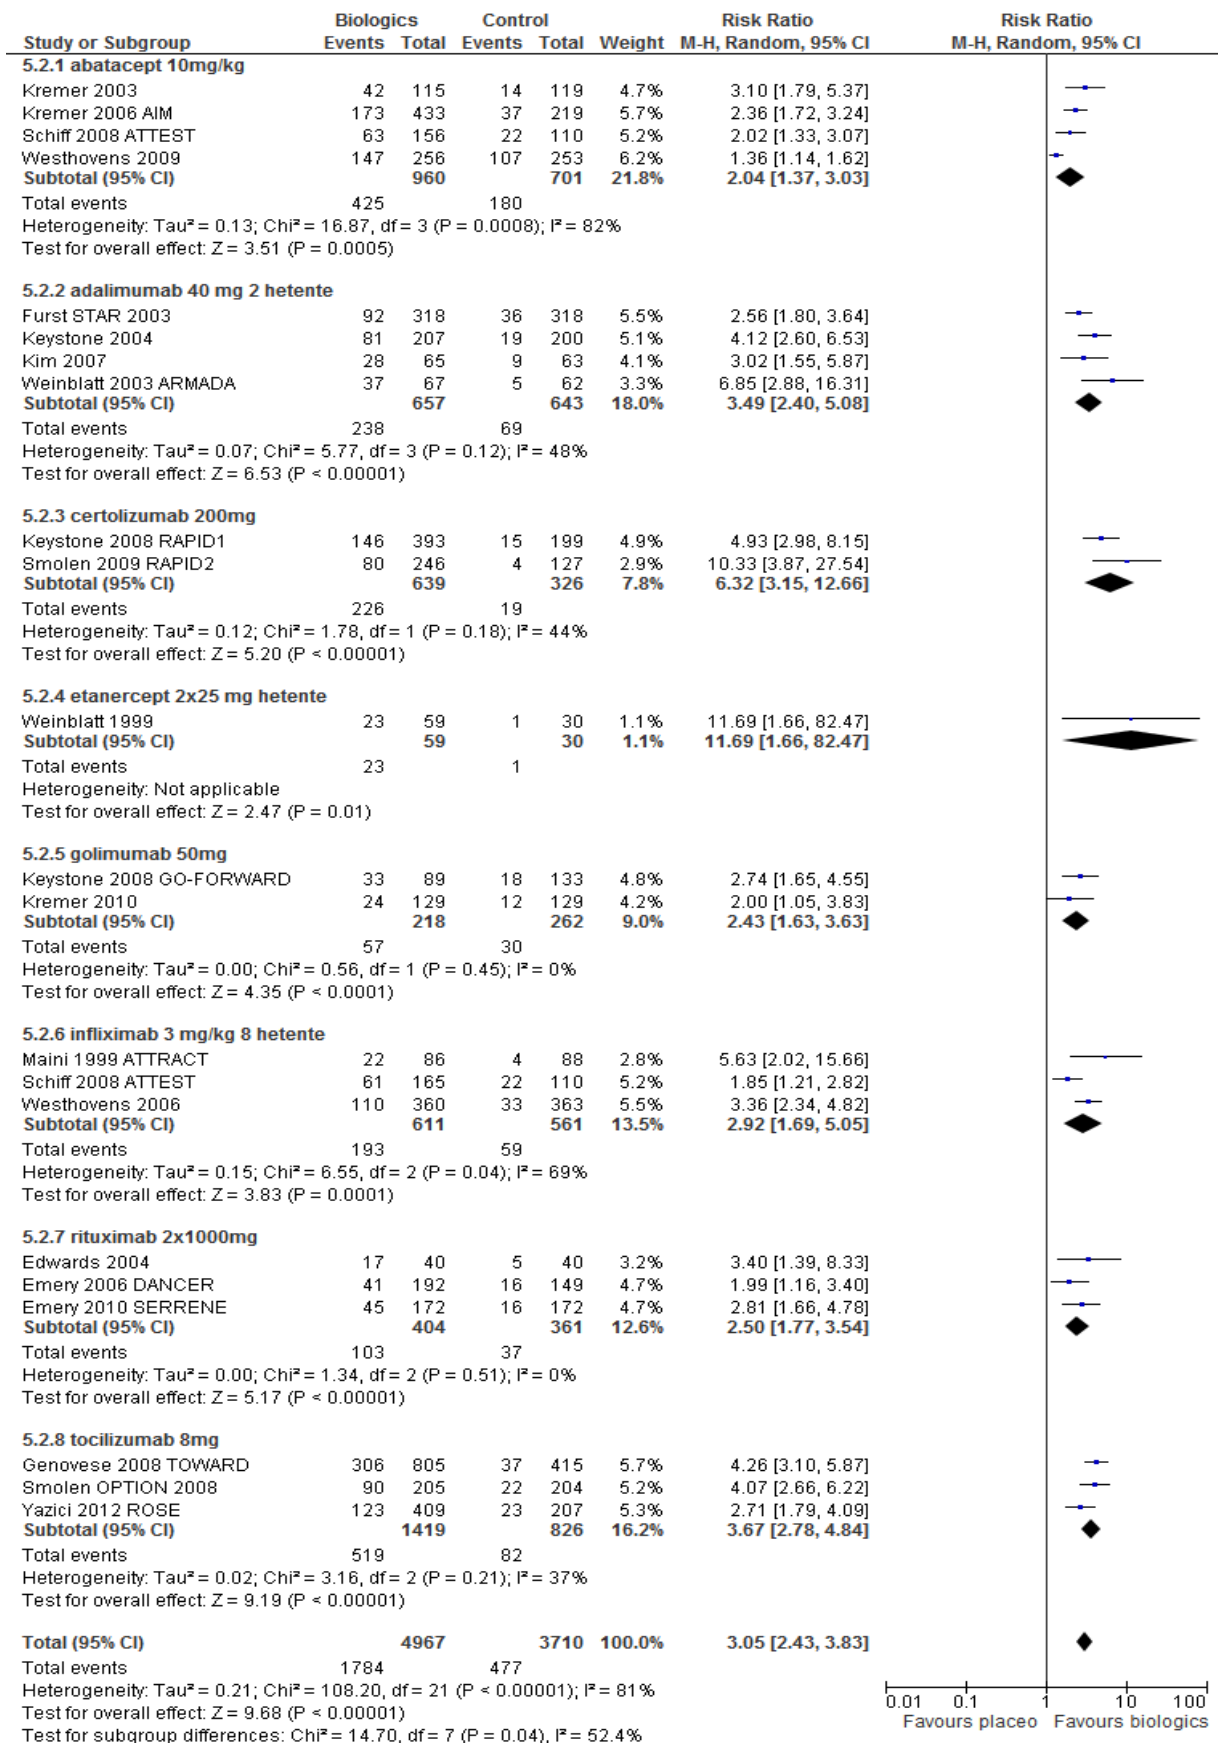 Biologics Control Risk Ratio Risk Ratio
Study or Subgroup Events Total Events Total Weight M-H, Random, 95% CI M-H, Random, 95% CI
5.2.1 abatacept 10mg/kg
Kremer 2003 42 115 14 119 4.7% 3.10 [1.79, 5.37]
Kremer 2006 AIM 173 433 37 219 5.7% 2.36 [1.72, 3.24]
Schiff 2008 ATTEST 63 156 22 110 5.2% 2.02 [1.33, 3.07]
Westhovens 2009 147 256 107 253 6.2% 1.36 [1.14, 1.62]
Subtotal (95% CI) 960 701 21.8% 2.04 [1.37, 3.03]
Total events 425 180
Heterogeneity: Tau² = 0.13; Chi² = 16.87, df = 3 (P = 0.0008); I² = 82%
Test for overall effect: Z = 3.51 (P = 0.0005)
5.2.2 adalimumab 40 mg 2 hetente
Furst STAR 2003 92 318 36 318 5.5% 2.56 [1.80, 3.64]
Keystone 2004 81 207 19 200 5.1% 4.12 [2.60, 6.53]
Kim 2007 28 65 9 63 4.1% 3.02 [1.55, 5.87]
Weinblatt 2003 ARMADA 37 67 5 62 3.3% 6.85 [2.88, 16.31]
Subtotal (95% CI) 657 643 18.0% 3.49 [2.40, 5.08]
Total events 238 69
Heterogeneity: Tau² = 0.07; Chi² = 5.77, df = 3 (P = 0.12); I² = 48%
Test for overall effect: Z = 6.53 (P < 0.00001)
5.2.3 certolizumab 200mg
Keystone 2008 RAPID1 146 393 15 199 4.9% 4.93 [2.98, 8.15]
Smolen 2009 RAPID2 80 246 4 127 2.9% 10.33 [3.87, 27.54]
Subtotal (95% CI) 639 326 7.8% 6.32 [3.15, 12.66]
Total events 226 19
Heterogeneity: Tau² = 0.12; Chi² = 1.78, df = 1 (P = 0.18); I² = 44%
Test for overall effect: Z = 5.20 (P < 0.00001)
5.2.4 etanercept 2x25 mg hetente
Weinblatt 1999 23 59 1 30 1.1% 11.69 [1.66, 82.47]
Subtotal (95% CI) 59 30 1.1% 11.69 [1.66, 82.47]
Total events 23 1
Heterogeneity: Not applicable
Test for overall effect: Z = 2.47 (P = 0.01)
5.2.5 golimumab 50mg
Keystone 2008 GO-FORWARD 33 89 18 133 4.8% 2.74 [1.65, 4.55]
Kremer 2010 24 129 12 129 4.2% 2.00 [1.05, 3.83]
Subtotal (95% CI) 218 262 9.0% 2.43 [1.63, 3.63]
Total events 57 30
Heterogeneity: Tau² = 0.00; Chi² = 0.56, df = 1 (P = 0.45); I² = 0%
Test for overall effect: Z = 4.35 (P < 0.0001)
5.2.6 infliximab 3 mg/kg 8 hetente
Maini 1999 ATTRACT 22 86 4 88 2.8% 5.63 [2.02, 15.66]
Schiff 2008 ATTEST 61 165 22 110 5.2% 1.85 [1.21, 2.82]
Westhovens 2006 110 360 33 363 5.5% 3.36 [2.34, 4.82]
Subtotal (95% CI) 611 561 13.5% 2.92 [1.69, 5.05]
Total events 193 59
Heterogeneity: Tau² = 0.15; Chi² = 6.55, df = 2 (P = 0.04); I² = 69%
Test for overall effect: Z = 3.83 (P = 0.0001)
5.2.7 rituximab 2x1000mg
Edwards 2004 17 40 5 40 3.2% 3.40 [1.39, 8.33]
Emery 2006 DANCER 41 192 16 149 4.7% 1.99 [1.16, 3.40]
Emery 2010 SERRENE 45 172 16 172 4.7% 2.81 [1.66, 4.78]
Subtotal (95% CI) 404 361 12.6% 2.50 [1.77, 3.54]
Total events 103 37
Heterogeneity: Tau² = 0.00; Chi² = 1.34, df = 2 (P = 0.51); I² = 0%
Test for overall effect: Z = 5.17 (P < 0.00001)
5.2.8 tocilizumab 8mg
Genovese 2008 TOWARD 306 805 37 415 5.7% 4.26 [3.10, 5.87]
Smolen OPTION 2008 90 205 22 204 5.2% 4.07 [2.66, 6.22]
Yazici 2012 ROSE 123 409 23 207 5.3% 2.71 [1.79, 4.09]
Subtotal (95% CI) 1419 826 16.2% 3.67 [2.78, 4.84]
Total events 519 82
Heterogeneity: Tau² = 0.02; Chi² = 3.16, df = 2 (P = 0.21); I² = 37%
Test for overall effect: Z = 9.19 (P < 0.00001)
Total (95% CI) 4967 3710 100.0% 3.05 [2.43, 3.83]
Total events 1784 477
Heterogeneity: Tau² = 0.21; Chi² = 108.20, df = 21 (P < 0.00001); I² = 81%
Test for overall effect: Z = 9.68 (P < 0.00001)
Test for subgroup differences: Chi² = 14.70, df = 7 (P = 0.04), I² = 52.4%
0.01 0.1 1 10 100
Favours placeo Favours biologics